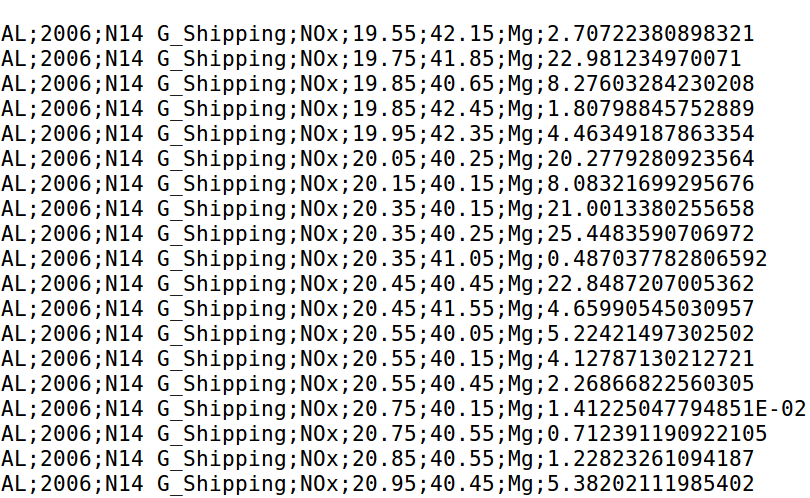 AL;2006;N14 G_Shipping;NOx;19.55;42.15;Mg;2.70722380898321
AL;2006;N14 G_Shipping;NOx;19.75;41.85;Mg;22.981234970071
AL;2006;N14 G_Shipping;NOx;19.85;40.65;Mg;8.27603284230208
AL;2006;N14 G_Shipping;NOx;19.85;42.45;Mg;1.80798845752889
AL;2006;N14 G_Shipping;NOx;19.95;42.35;Mg;4.46349187863354
AL;2006;N14 G_Shipping;NOx;20.05;40.25;Mg;20.2779280923564
AL;2006;N14 G_Shipping;NOx;20.15;40.15;Mg;8.08321699295676
AL;2006;N14 G_Shipping;NOx;20.35;40.15;Mg;21.0013380255658
AL;2006;N14 G_Shipping;NOx;20.35;40.25;Mg;25.4483590706972
AL;2006;N14 G_Shipping;NOx;20.35;41.05;Mg;0.487037782806592
AL;2006;N14 G_Shipping;NOx;20.45;40.45;Mg;22.8487207005362
AL;2006;N14 G_Shipping;NOx;20.45;41.55;Mg;4.65990545030957
AL;2006;N14 G_Shipping;NOx;20.55;40.05;Mg;5.22421497302502
AL;2006;N14 G_Shipping;NOx;20.55;40.15;Mg;4.12787130212721
AL;2006;N14 G_Shipping;NOx;20.55;40.45;Mg;2.26866822560305
AL;2006;N14 G_Shipping;NOx;20.75;40.15;Mg;1.41225047794851E-02
AL;2006;N14 G_Shipping;NOx;20.75;40.55;Mg;0.712391190922105
AL;2006;N14 G_Shipping;NOx;20.85;40.55;Mg;1.22823261094187
AL;2006;N14 G_Shipping;NOx;20.95;40.45;Mg;5.38202111985402